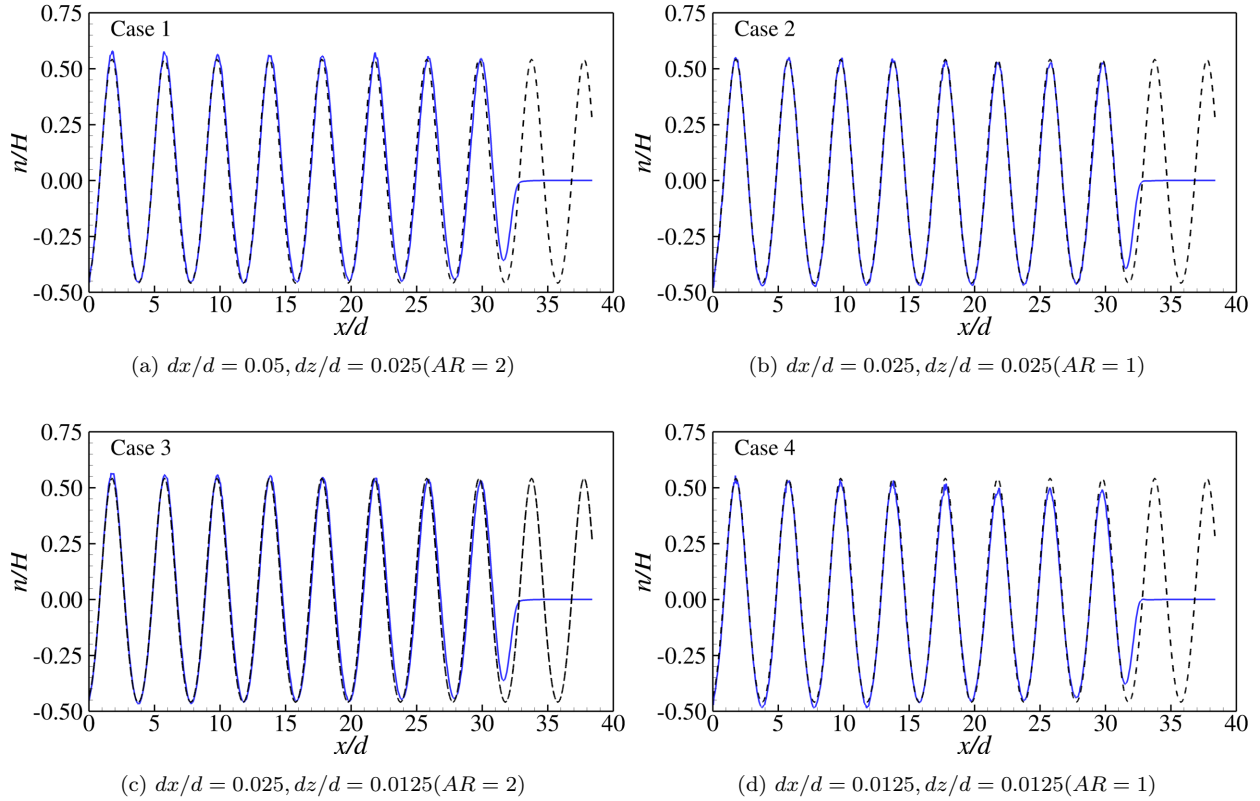 0.75
0.50
0.25
0.00
-0.25
-0.50
n/H
Case 1
0 5 10 15 20 25 30 35 40
x/d
(a) dx/d = 0.05, dz/d = 0.025(AR = 2)
0.75
0.50
0.25
0.00
-0.25
-0.50
n/H
Case 2
0 5 10 15 20 25 30 35 40
x/d
(b) dx/d = 0.025, dz/d = 0.025(AR = 1)
0.75
0.50
0.25
0.00
-0.25
-0.50
n/H
Case 3
0 5 10 15 20 25 30 35 40
x/d
(c) dx/d = 0.025, dz/d = 0.0125(AR = 2)
0.75
0.50
0.25
0.00
-0.25
-0.50
n/H
Case 4
0 5 10 15 20 25 30 35 40
x/d
(d) dx/d = 0.0125, dz/d = 0.0125(AR = 1)